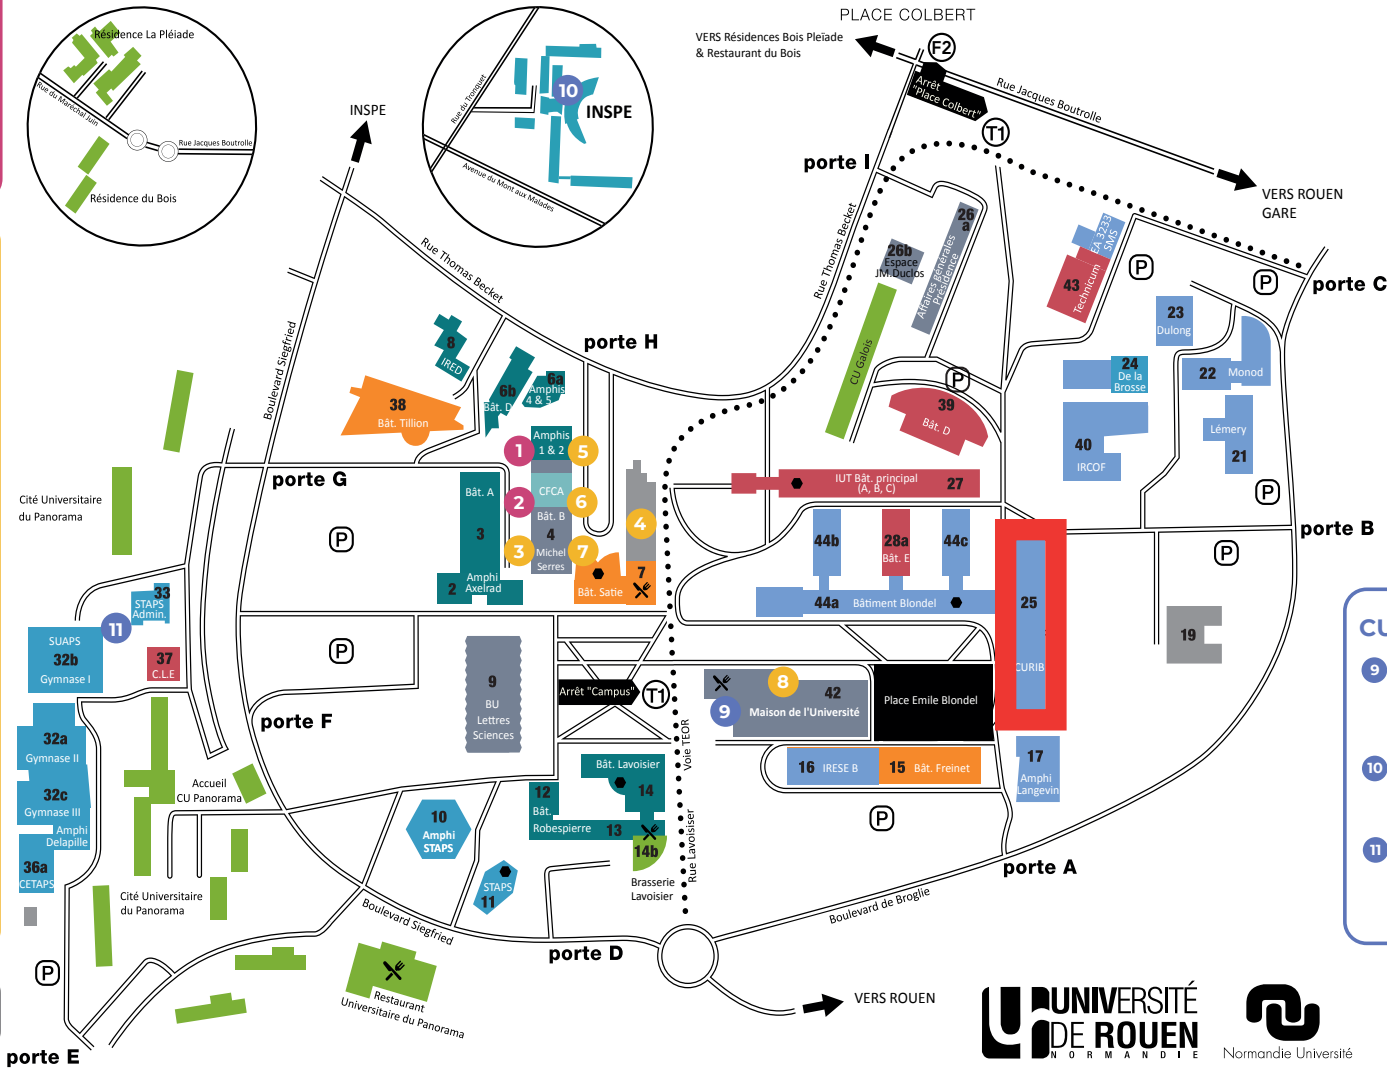 PLACE COLBERT
VERS Résidences Bois Pleïade
& Restaurant du Bois
F2
Arrêt
"Place Colbert"
T1
Rue Jacques Boutrolle
VERS ROUEN
GARE
Résidence La Pléiade
Rue du Maréchal Juin
Rue Jacques Boutrolle
Résidence du Bois
INSPE
Rue du Tronquet
10
INSPE
Avenue du Mont aux Malades
porte I
Rue Thomas Becket
Rue Thomas Becket
Boulevard Siegfried
26
a
Affaires Générales
Présidence
26b
Espace
JM.Duclos
CU Galois
EA 3233
SMS
43
Technicum
P
P
porte C
23
Dulong
24
De la
Brosse
22
Monod
Lémery
21
40
IRCOF
P
porte B
P
porte H
8
IRED
6b
Bât. D
6a
Amphis
4 & 5
38
Bât. Tillion
P
39
Bât. D
Amphis
1 & 2
1
5
CFCA
2
6
Bât. B
4
Michel
Serres
3
7
4
7
Bât. Satie
porte G
Bât. A
3
2
Amphi
Axelrad
P
IUT Bât. principal
(A, B, C)
27
44b
28a
Bât. E
44c
44a
Bâtiment Blondel
25
CURIB
19
Cité Universitaire
du Panorama
33
STAPS
Admin.
11
SUAPS
32b
Gymnase I
37
C.L.E
P
9
BU
Lettres
Sciences
Arrêt "Campus"
T1
Voie TEOR
8
9
42
Maison de l'Université
Place Emile Blondel
CU
9
10
11
porte F
32a
Gymnase II
32c
Gymnase III
Amphi
Delapille
36a
CETAPS
Accueil
CU Panorama
16
IRESE B
15
Bât. Freinet
17
Amphi
Langevin
P
Bât. Lavoisier
14
12
Bât.
Robespierre
13
14b
Brasserie
Lavoisier
Rue Lavoisiser
10
Amphi
STAPS
STAPS
11
porte A
Boulevard de Broglie
Cité Universitaire
du Panorama
Boulevard Siegfried
porte D
P
Restaurant
Universitaire du Panorama
VERS ROUEN
porte E
UNIVERSITÉ
DE ROUEN
NORMANDIE
Normandie Université